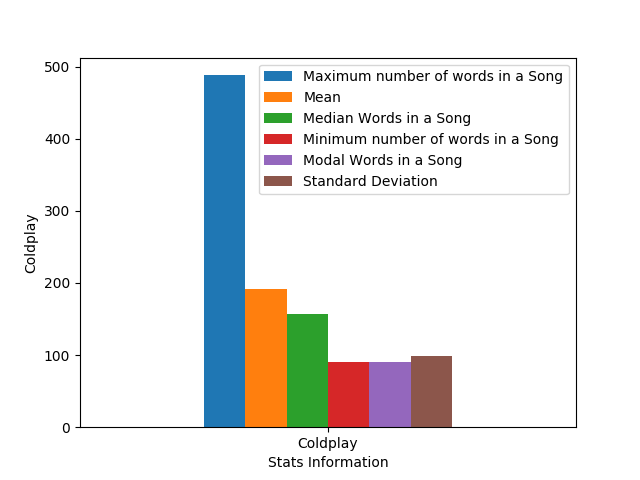 500
400
300
200
100
0
Coldplay
Maximum number of words in a Song
Mean
Median Words in a Song
Minimum number of words in a Song
Modal Words in a Song
Standard Deviation
Coldplay
Stats Information